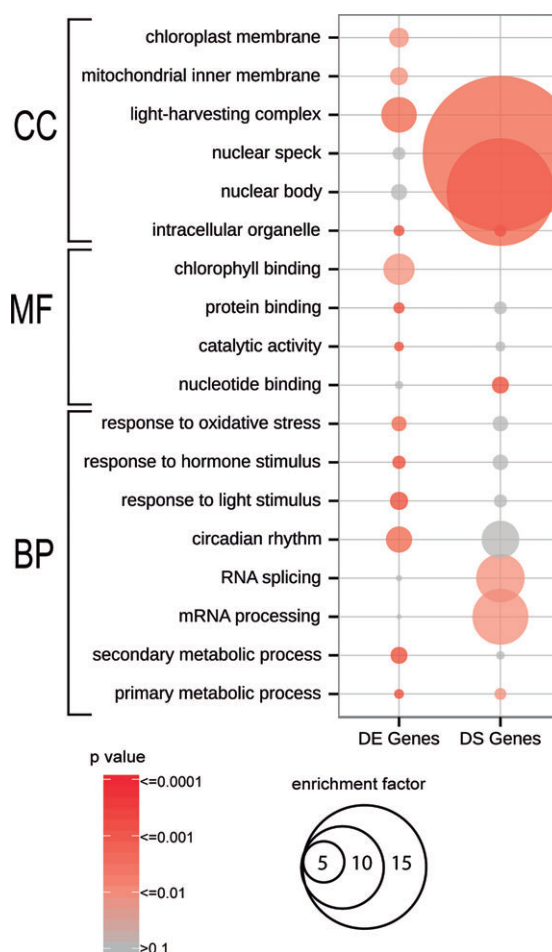 CC
chloroplast membrane
mitochondrial inner membrane
light-harvesting complex
nuclear speck
nuclear body
intracellular organelle
MF
chlorophyll binding
protein binding
catalytic activity
nucleotide binding
BP
response to oxidative stress
response to hormone stimulus
response to light stimulus
circadian rhythm
RNA splicing
mRNA processing
secondary metabolic process
primary metabolic process
DE Genes DS Genes
p value
<=0.0001
<=0.001
<=0.01
>0.1
enrichment factor
5 10 15